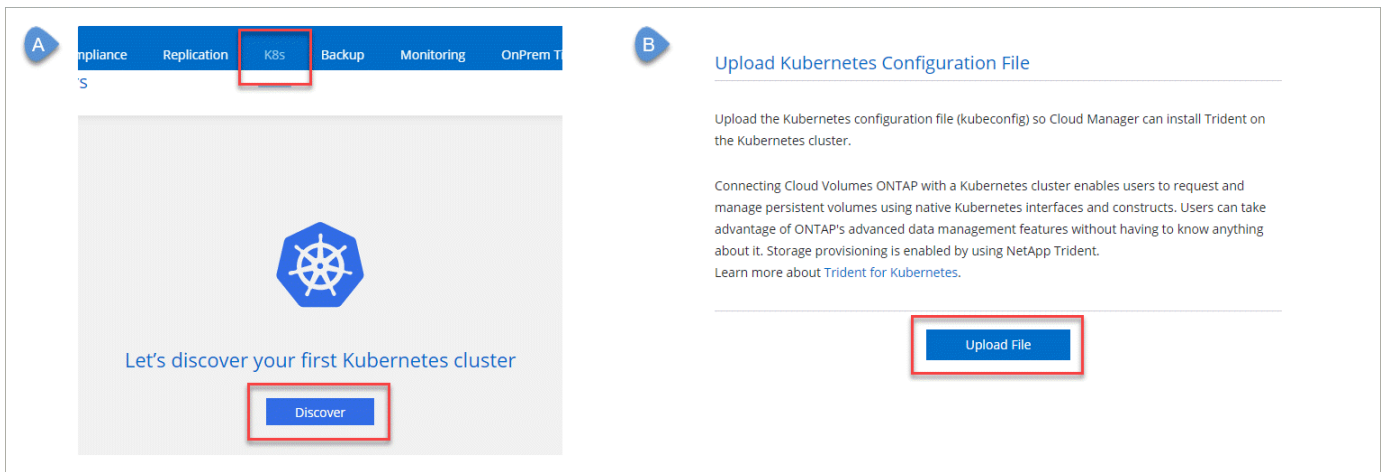 A
mpliance Replication K8s Backup Monitoring OnPrem Ti
's
Let's discover your first Kubernetes cluster
Discover
B
Upload Kubernetes Configuration File
Upload the Kubernetes configuration file (kubeconfig) so Cloud Manager can install Trident on
the Kubernetes cluster.
Connecting Cloud Volumes ONTAP with a Kubernetes cluster enables users to request and
manage persistent volumes using native Kubernetes interfaces and constructs. Users can take
advantage of ONTAP's advanced data management features without having to know anything
about it. Storage provisioning is enabled by using NetApp Trident.
Learn more about Trident for Kubernetes.
Upload File